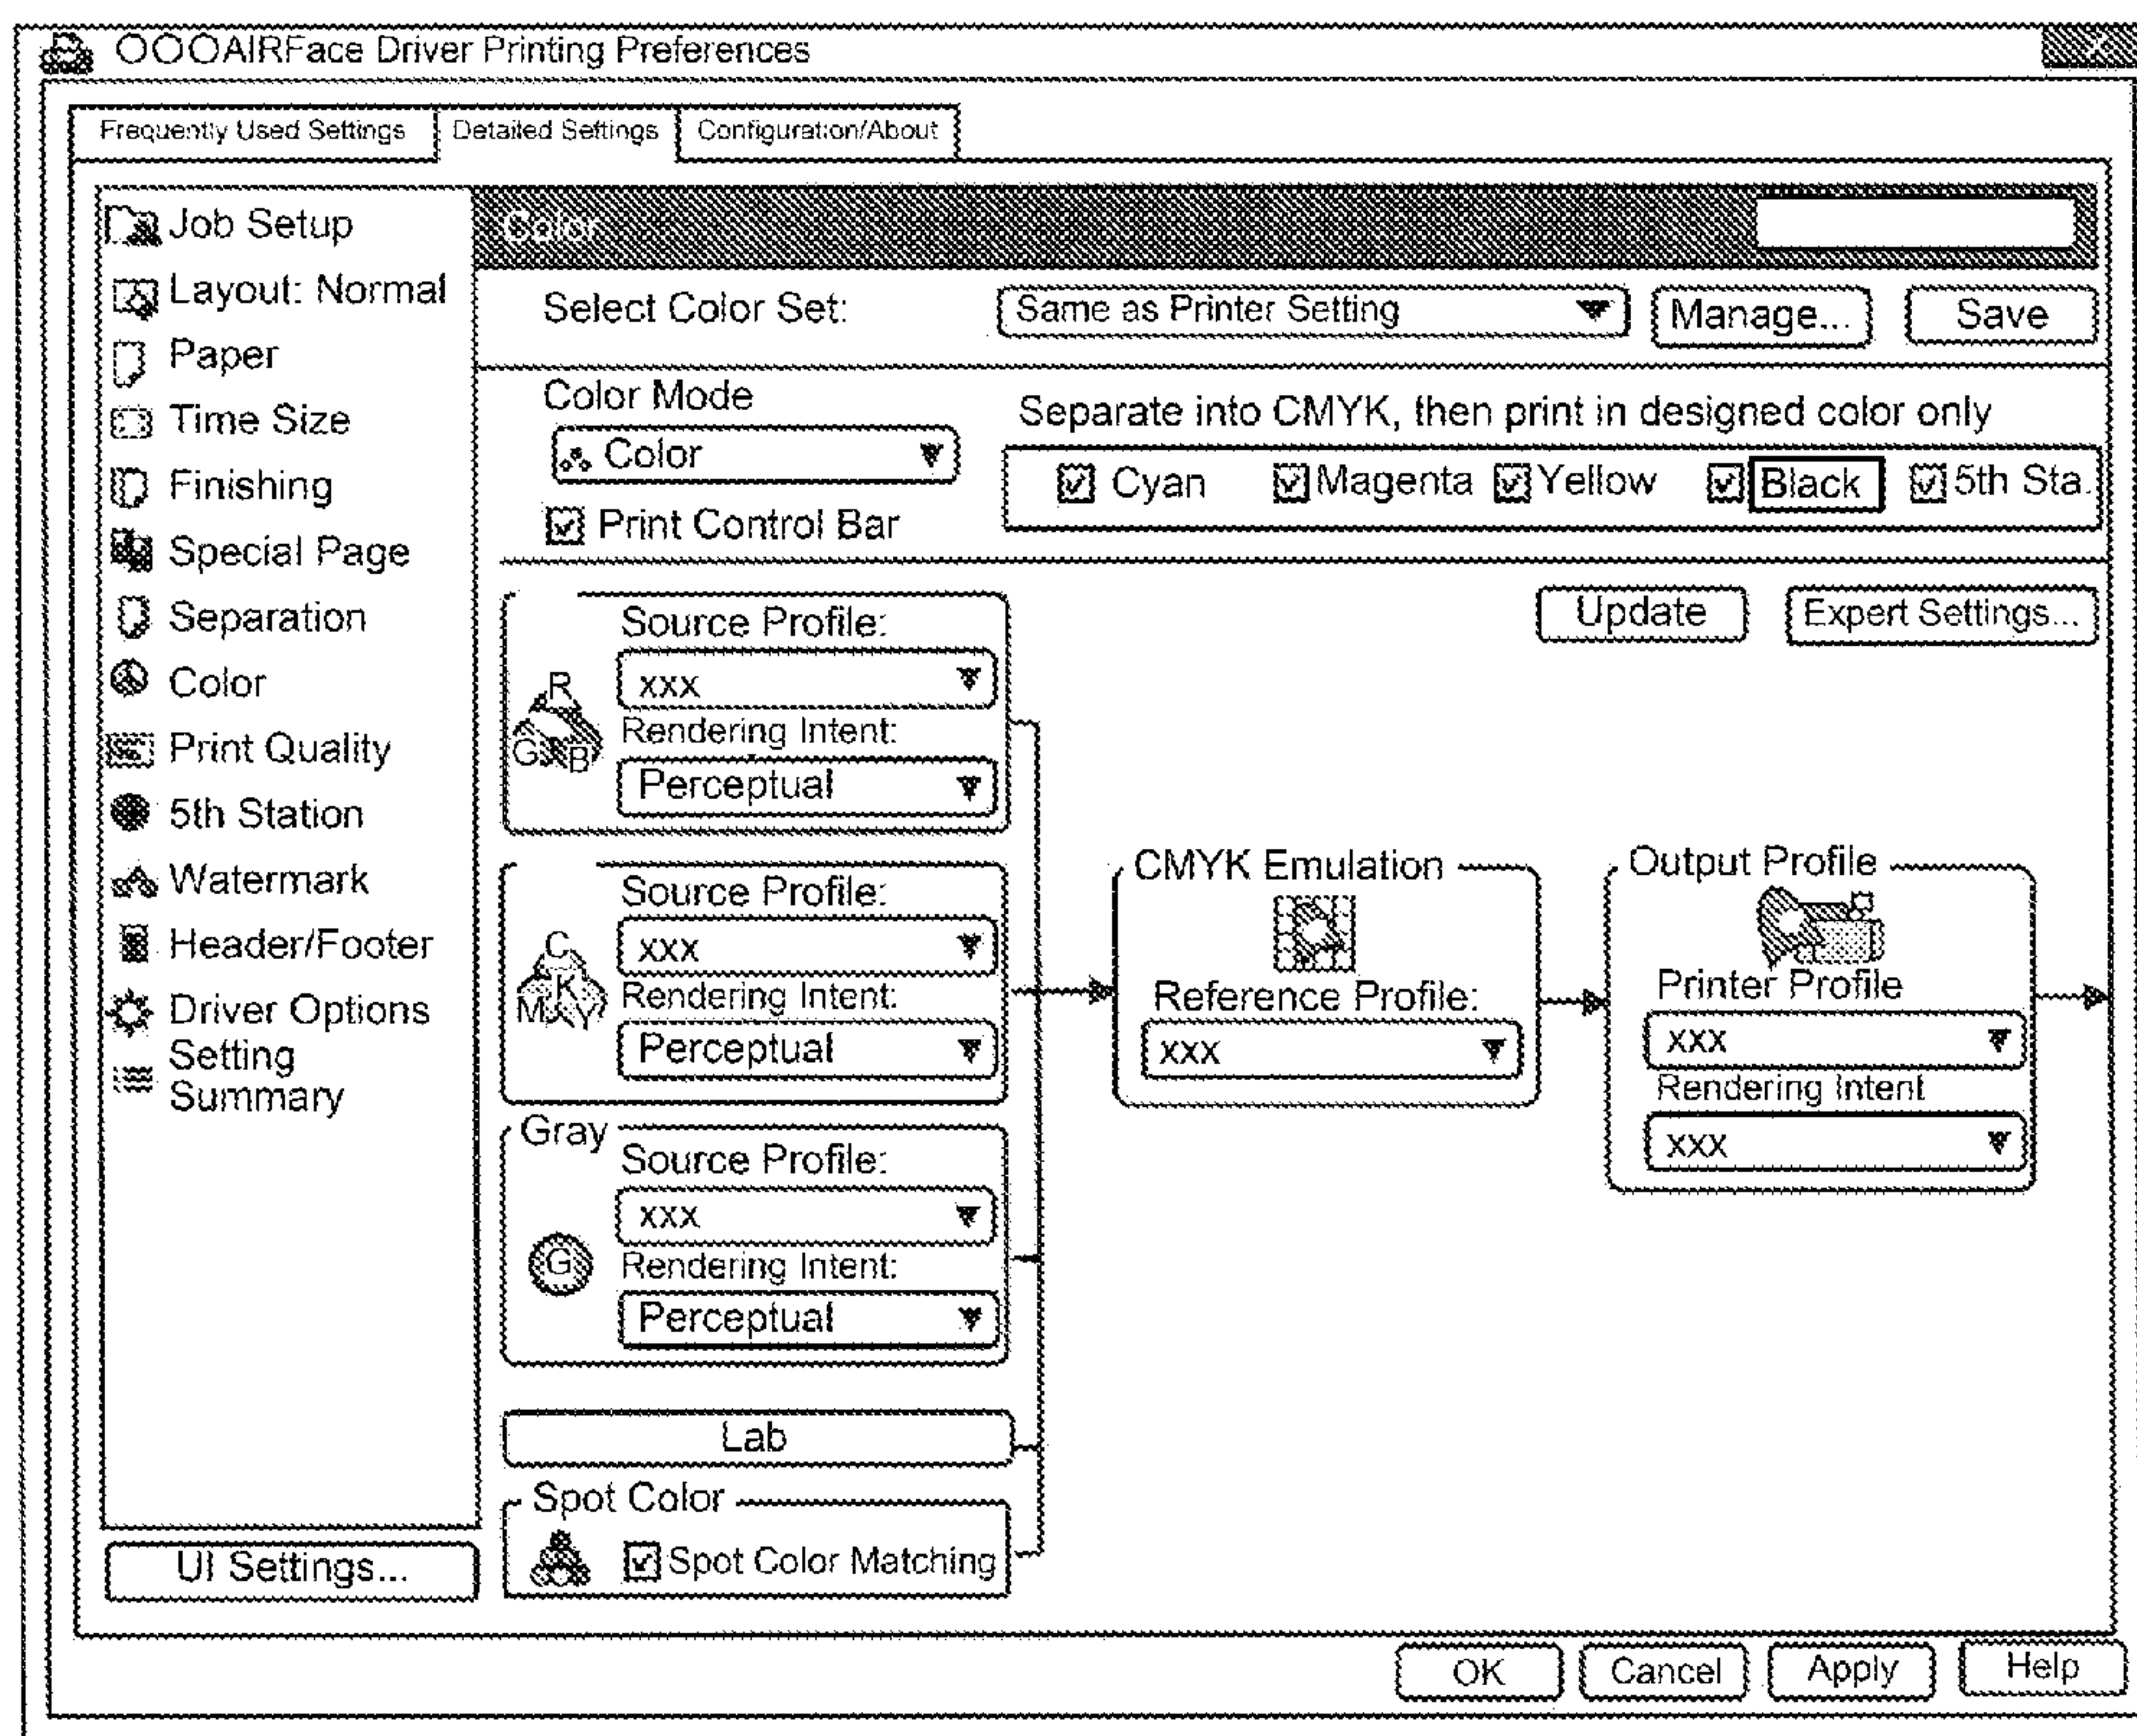 ○○○AIRFace Driver Printing Preferences
X
Frequently Used Settings
Detailed Settings
Configuration/About
Job Setup
Layout: Normal
Paper
Time Size
Finishing
Special Page
Separation
Color
Print Quality
5th Station
Watermark
Header/Footer
Driver Options
Setting
Summary
UI Settings...
Color
Select Color Set:
Same as Printer Setting
Manage...
Save
Color Mode
Color
Print Control Bar
Separate into CMYK, then print in designed color only
Cyan
Magenta
Yellow
Black
5th Sta.
Update
Expert Settings...
R
G
B
Source Profile:
xxx
Rendering Intent:
Perceptual
C
M
K
Y
Source Profile:
xxx
Rendering Intent:
Perceptual
Gray
G
Source Profile:
xxx
Rendering Intent:
Perceptual
Lab
Spot Color
Spot Color Matching
CMYK Emulation
Reference Profile:
xxx
Output Profile
Printer Profile
xxx
Rendering Intent
xxx
OK
Cancel
Apply
Help